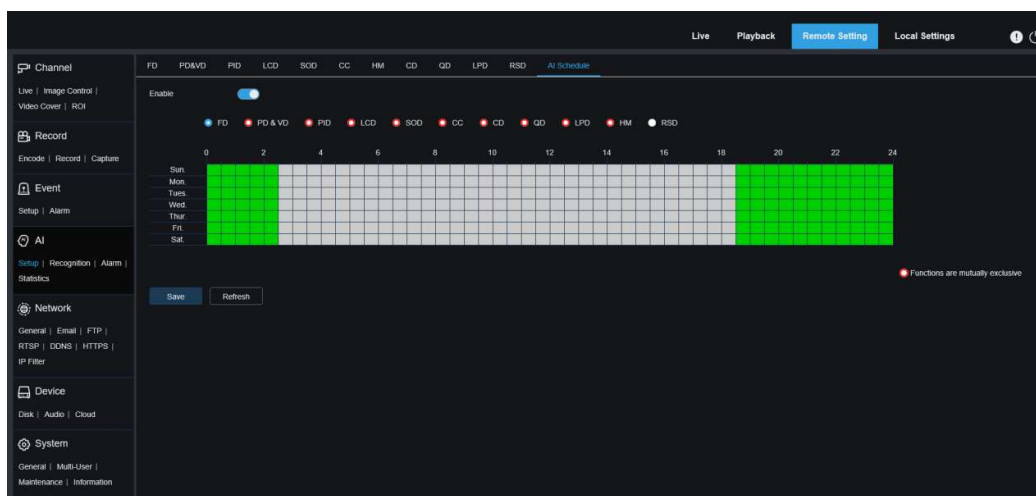 Live Playback Remote Setting Local Settings
Channel
Live | Image Control |
Video Cover | ROI
Record
Encode | Record | Capture
Event
Setup | Alarm
AI
Setup | Recognition | Alarm |
Statistics
Network
General | Email | FTP |
RTSP | DDNS | HTTPS |
IP Filter
Device
Disk | Audio | Cloud
System
General | Multi-User |
Maintenance | Information
FD PD&VD PID LCD SOD CC HM CD QD LPD RSD AI Schedule
Enable
FD PD & VD PID LCD SOD CC CD QD LPD HM RSD
0 2 4 6 8 10 12 14 16 18 20 22 24
Sun.
Mon.
Tues.
Wed.
Thur.
Fri.
Sat.
Functions are mutually exclusive
Save Refresh